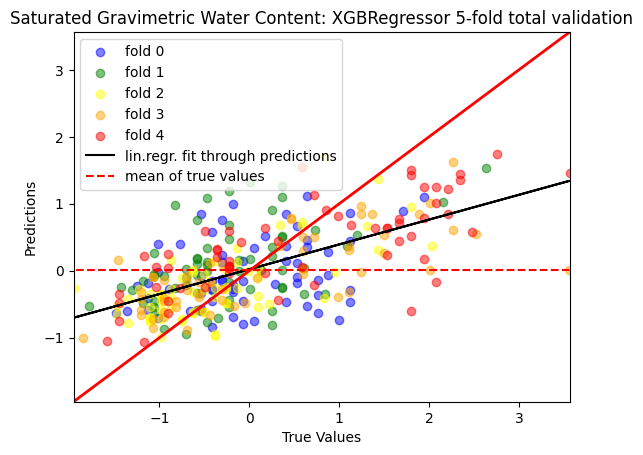 Saturated Gravimetric Water Content: XGBRegressor 5-fold total validation
fold 0
fold 1
fold 2
fold 3
fold 4
lin.regr. fit through predictions
mean of true values
3
2
1
0
−1
Predictions
−1 0 1 2 3
True Values